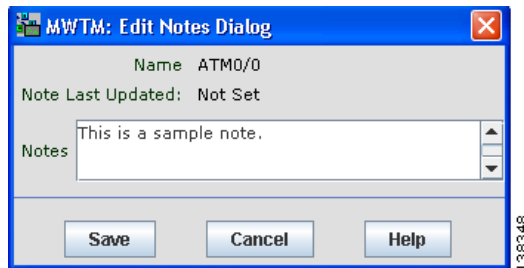 MWTM: Edit Notes Dialog
Name ATM0/0
Note Last Updated: Not Set
Notes This is a sample note.
Save Cancel Help
138348